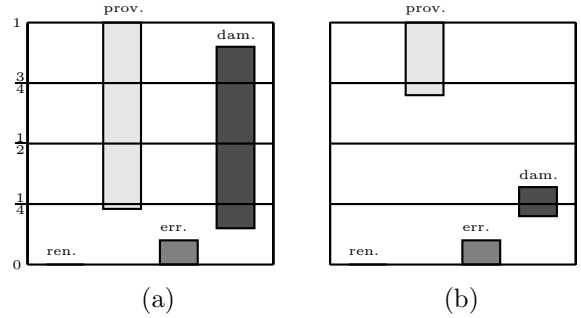 prov.
prov.
1
dam.
3/4
1/2
dam.
1/4
err.
err.
ren.
ren.
0
(a)
(b)